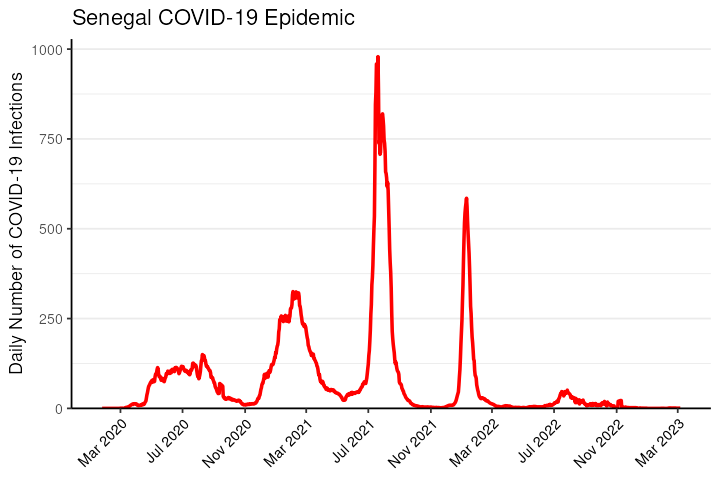 Senegal COVID-19 Epidemic
Daily Number of COVID-19 Infections
1000
750
500
250
0
Mar 2020
Jul 2020
Nov 2020
Mar 2021
Jul 2021
Nov 2021
Mar 2022
Jul 2022
Nov 2022
Mar 2023